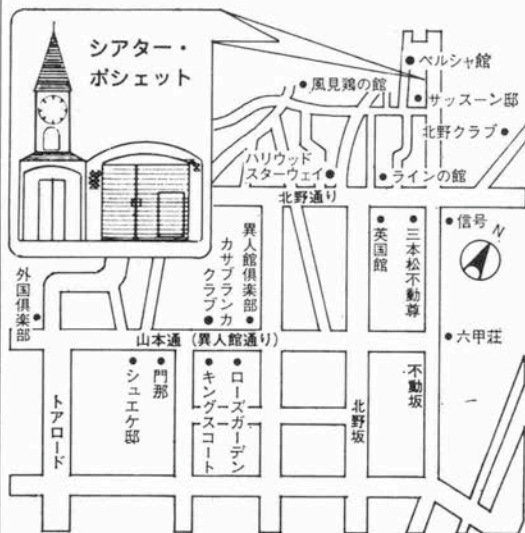 シアター・
ポシェット
ペルシャ館
風見鶏の館
サッスーン邸
北野クラブ
ハリウッド
スターウェイ
ラインの館
北野通り
信号
N
異人館倶楽部
カサブランカ
クラブ
英国館
三本松不動尊
外国倶楽部
山本通(異人館通り)
六甲荘
シュエケ邸
門那
キングスコート
ローズガーデン
トアロード
北野坂
不動坂